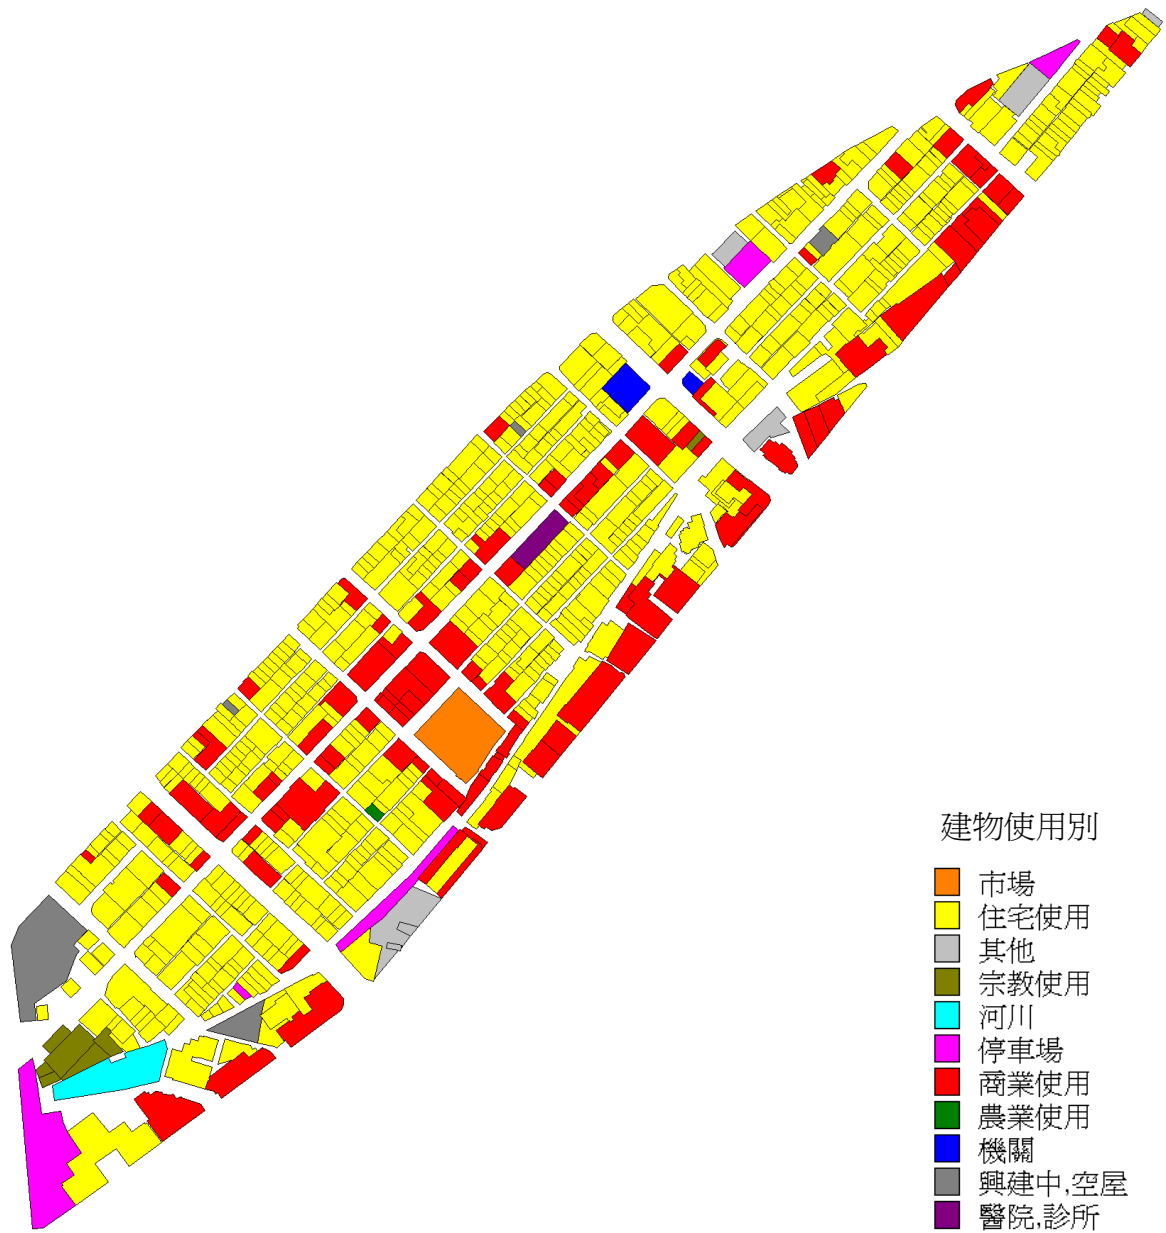 建物使用別
市場
住宅使用
其他
宗教使用
河川
停車場
商業使用
農業使用
機關
興建中,空屋
醫院,診所